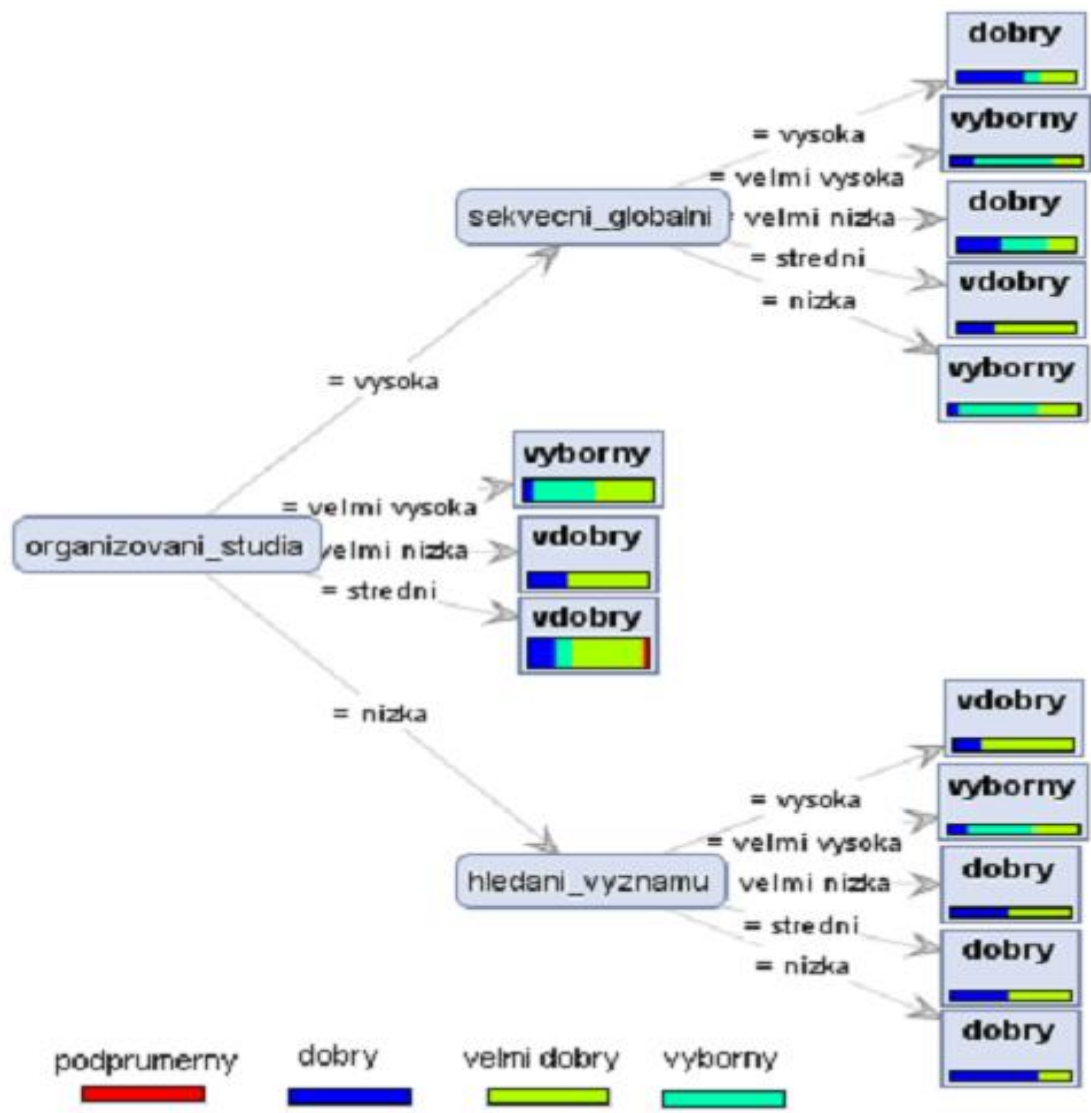 dobry
= vysoka
vyborny
= velmi vysoka
sekvecni_globalni
= velmi nizka
dobry
= stredni
vdobry
= nizka
vyborny
= vysoka
vyborny
= velmi vysoka
organizovani_studia
velmi nizka
vdobry
= stredni
vdobry
= nizka
vdobry
= vysoka
vyborny
= velmi vysoka
hledani_vyznamu
velmi nizka
dobry
= stredni
dobry
= nizka
dobry
podprumerny
dobry
velmi dobry
vyborny